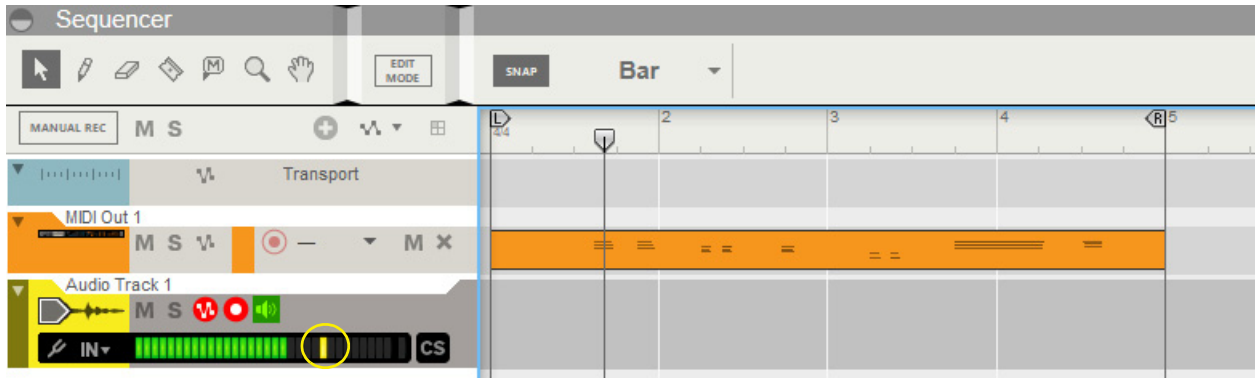 Sequencer
M
EDIT MODE
SNAP
Bar
MANUAL REC
M S
L
4/4
2
3
4
R
5
Transport
MIDI Out 1
M S
—
M
Audio Track 1
M S
IN
CS